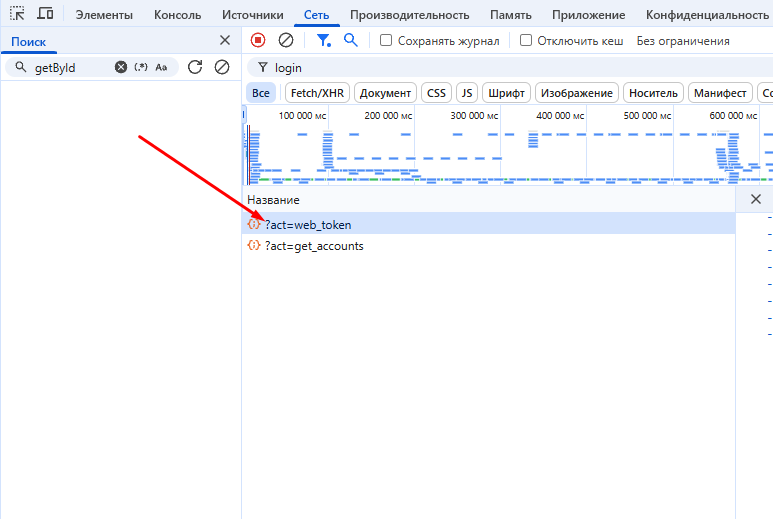 Элементы Консоль Источники Сеть Производительность Память Приложение Конфиденциальность
Поиск
Сохранять журнал Отключить кеш Без ограничения
getById (.*) Aa
login
Все Fetch/XHR Документ CSS JS Шрифт Изображение Носитель Манифест
100 000 мс 200 000 мс 300 000 мс 400 000 мс 500 000 мс 600 000 мс
Название
?act=web_token
?act=get_accounts